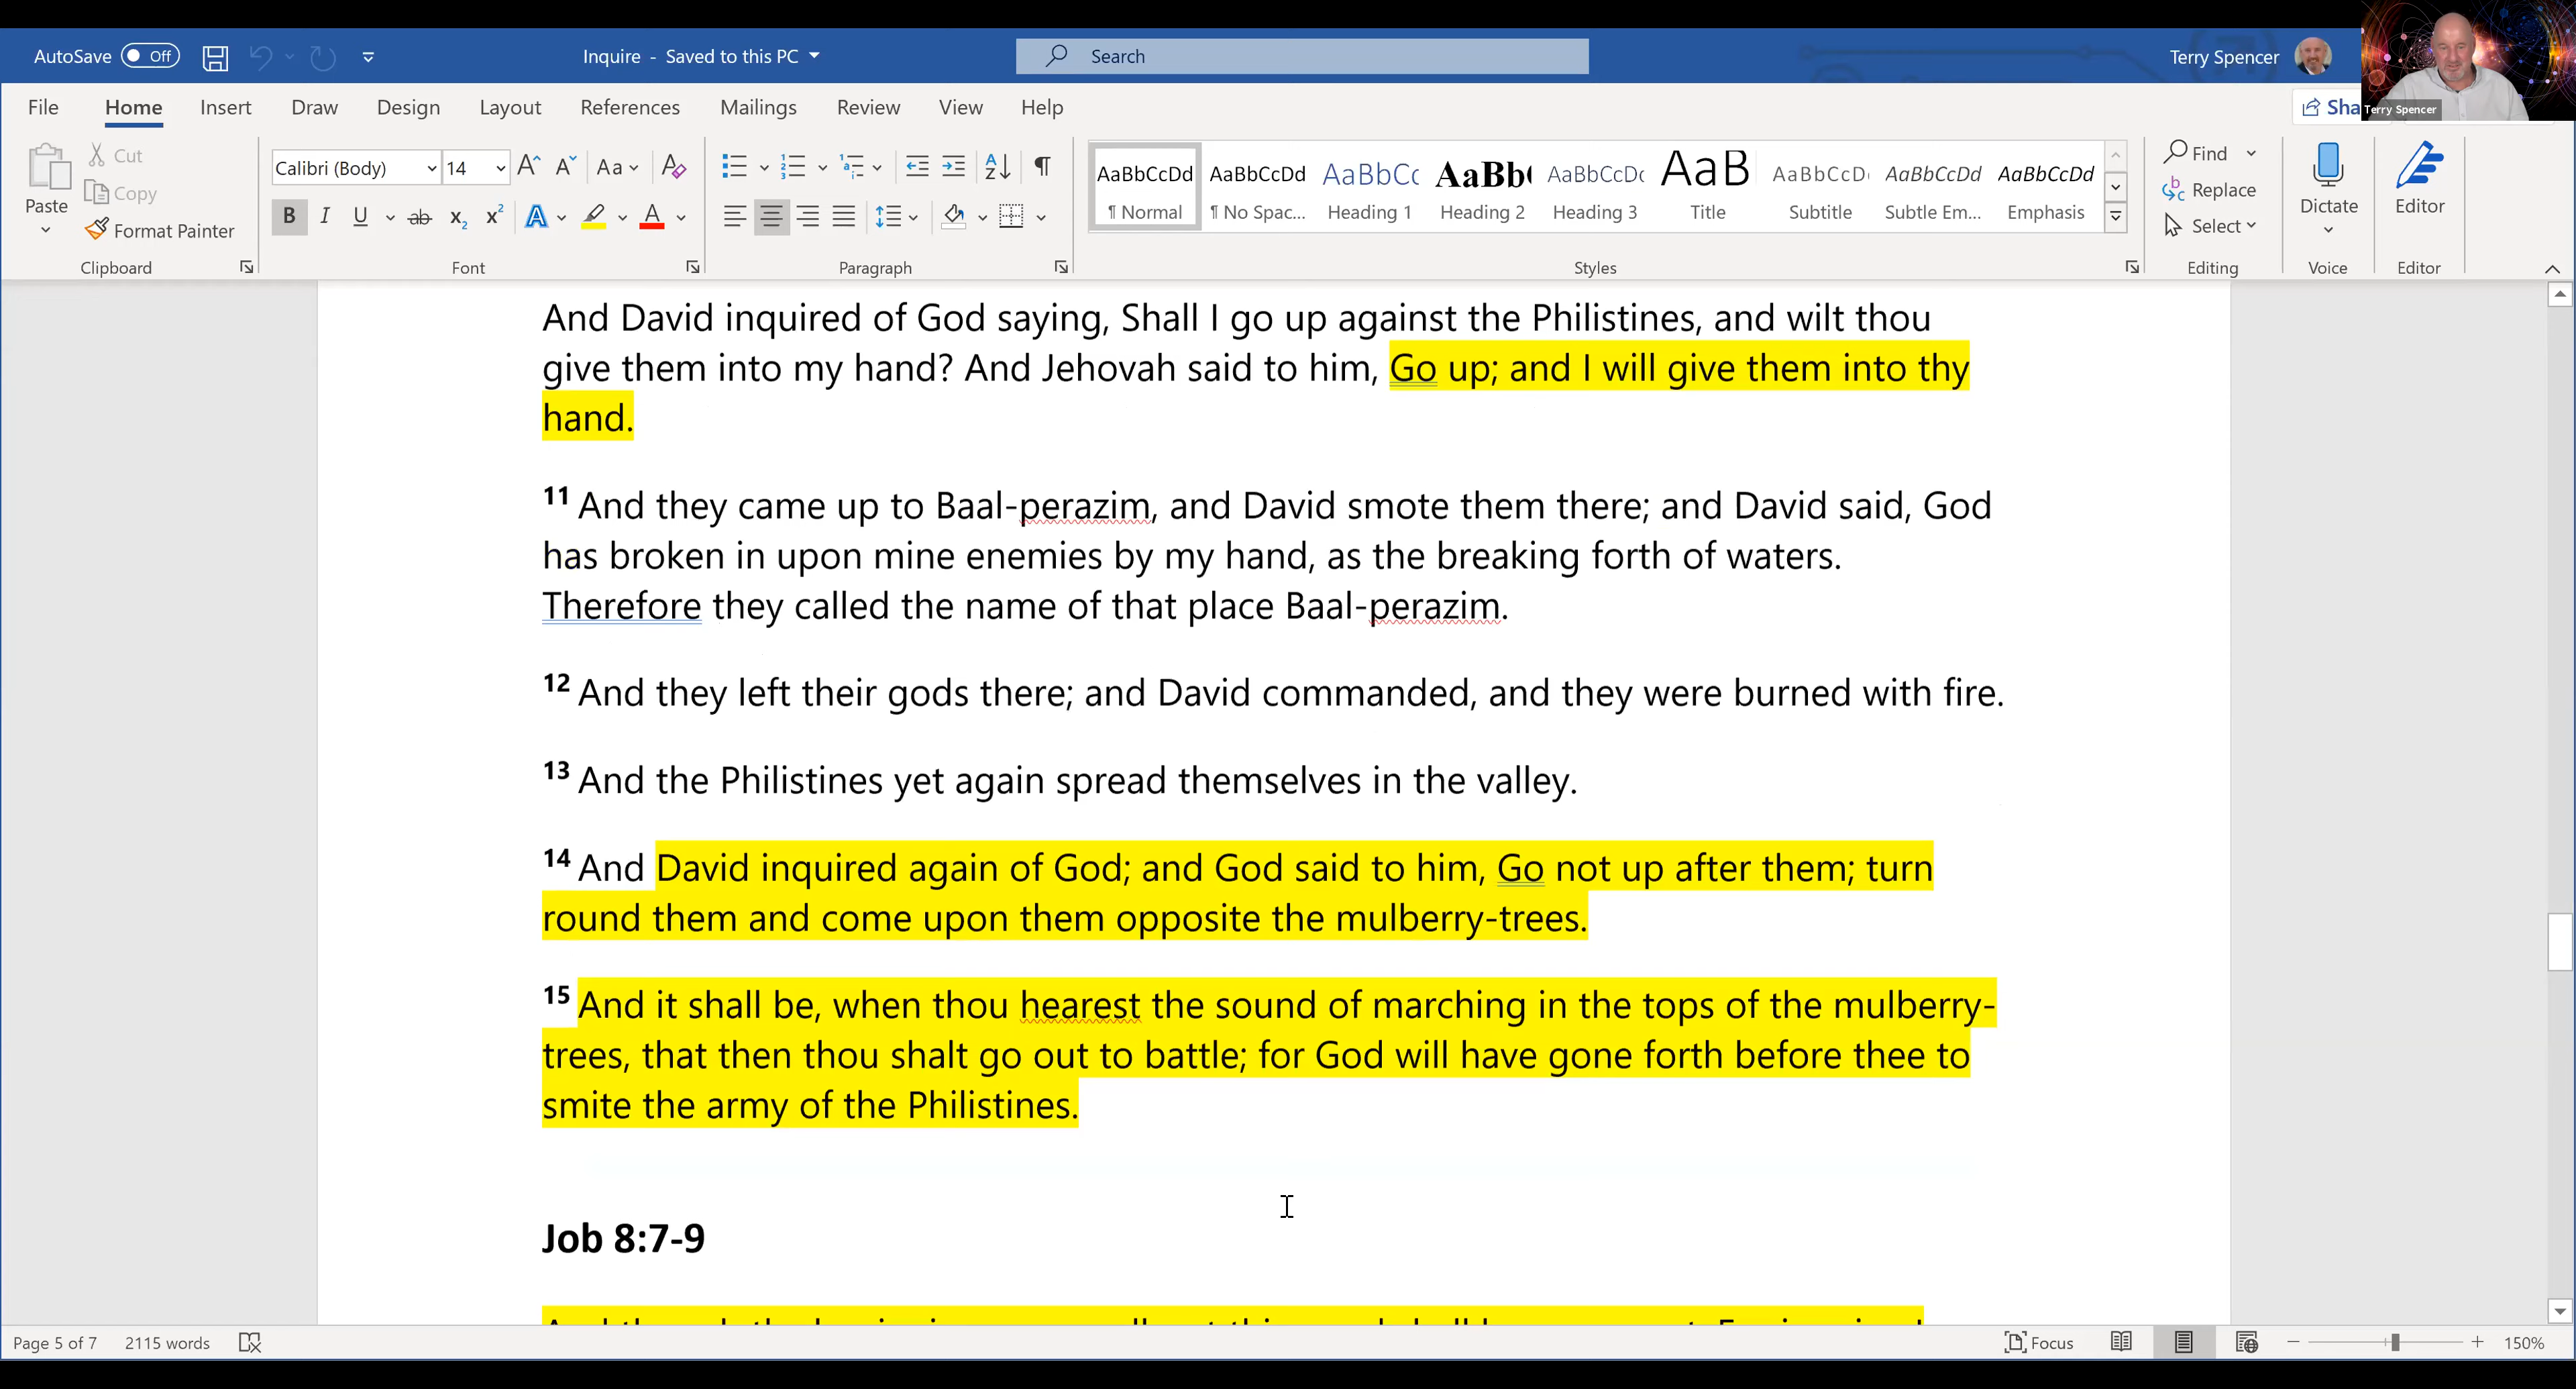 AutoSave Off Inquire - Saved to this PC Search Terry Spencer
File Home Insert Draw Design Layout References Mailings Review View Help Sha Terry Spencer
Paste Cut Copy Format Painter Clipboard
Calibri (Body) 14 Aa
B I U ab x₂ x² A A Font
Paragraph
AaBbCcDd AaBbCcDd AaBbCc AaBb( AaBbCcDc AaB AaBbCcD AaBbCcDd AaBbCcDd
¶ Normal ¶ No Spac... Heading 1 Heading 2 Heading 3 Title Subtitle Subtle Em... Emphasis
Styles
Find Replace Select Editing
Dictate Voice
Editor Editor
And David inquired of God saying, Shall I go up against the Philistines, and wilt thou
give them into my hand? And Jehovah said to him, Go up; and I will give them into thy
hand.
11 And they came up to Baal-perazim, and David smote them there; and David said, God
has broken in upon mine enemies by my hand, as the breaking forth of waters.
Therefore they called the name of that place Baal-perazim.
12 And they left their gods there; and David commanded, and they were burned with fire.
13 And the Philistines yet again spread themselves in the valley.
14 And David inquired again of God; and God said to him, Go not up after them; turn
round them and come upon them opposite the mulberry-trees.
15 And it shall be, when thou hearest the sound of marching in the tops of the mulberry-
trees, that then thou shalt go out to battle; for God will have gone forth before thee to
smite the army of the Philistines.
Job 8:7-9
Page 5 of 7 2115 words Focus 150%